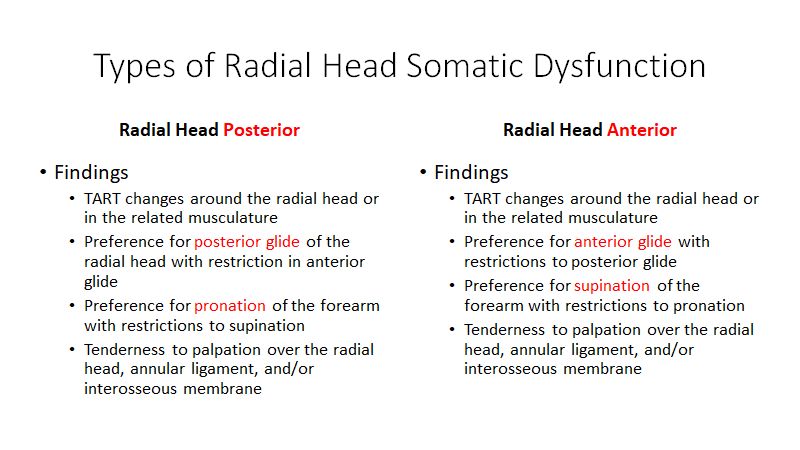 Types of Radial Head Somatic Dysfunction
Radial Head Posterior
• Findings
• TART changes around the radial head or
in the related musculature
• Preference for posterior glide of the
radial head with restriction in anterior
glide
• Preference for pronation of the forearm
with restrictions to supination
• Tenderness to palpation over the radial
head, annular ligament, and/or
interosseous membrane
Radial Head Anterior
• Findings
• TART changes around the radial head or
in the related musculature
• Preference for anterior glide with
restrictions to posterior glide
• Preference for supination of the
forearm with restrictions to pronation
• Tenderness to palpation over the radial
head, annular ligament, and/or
interosseous membrane